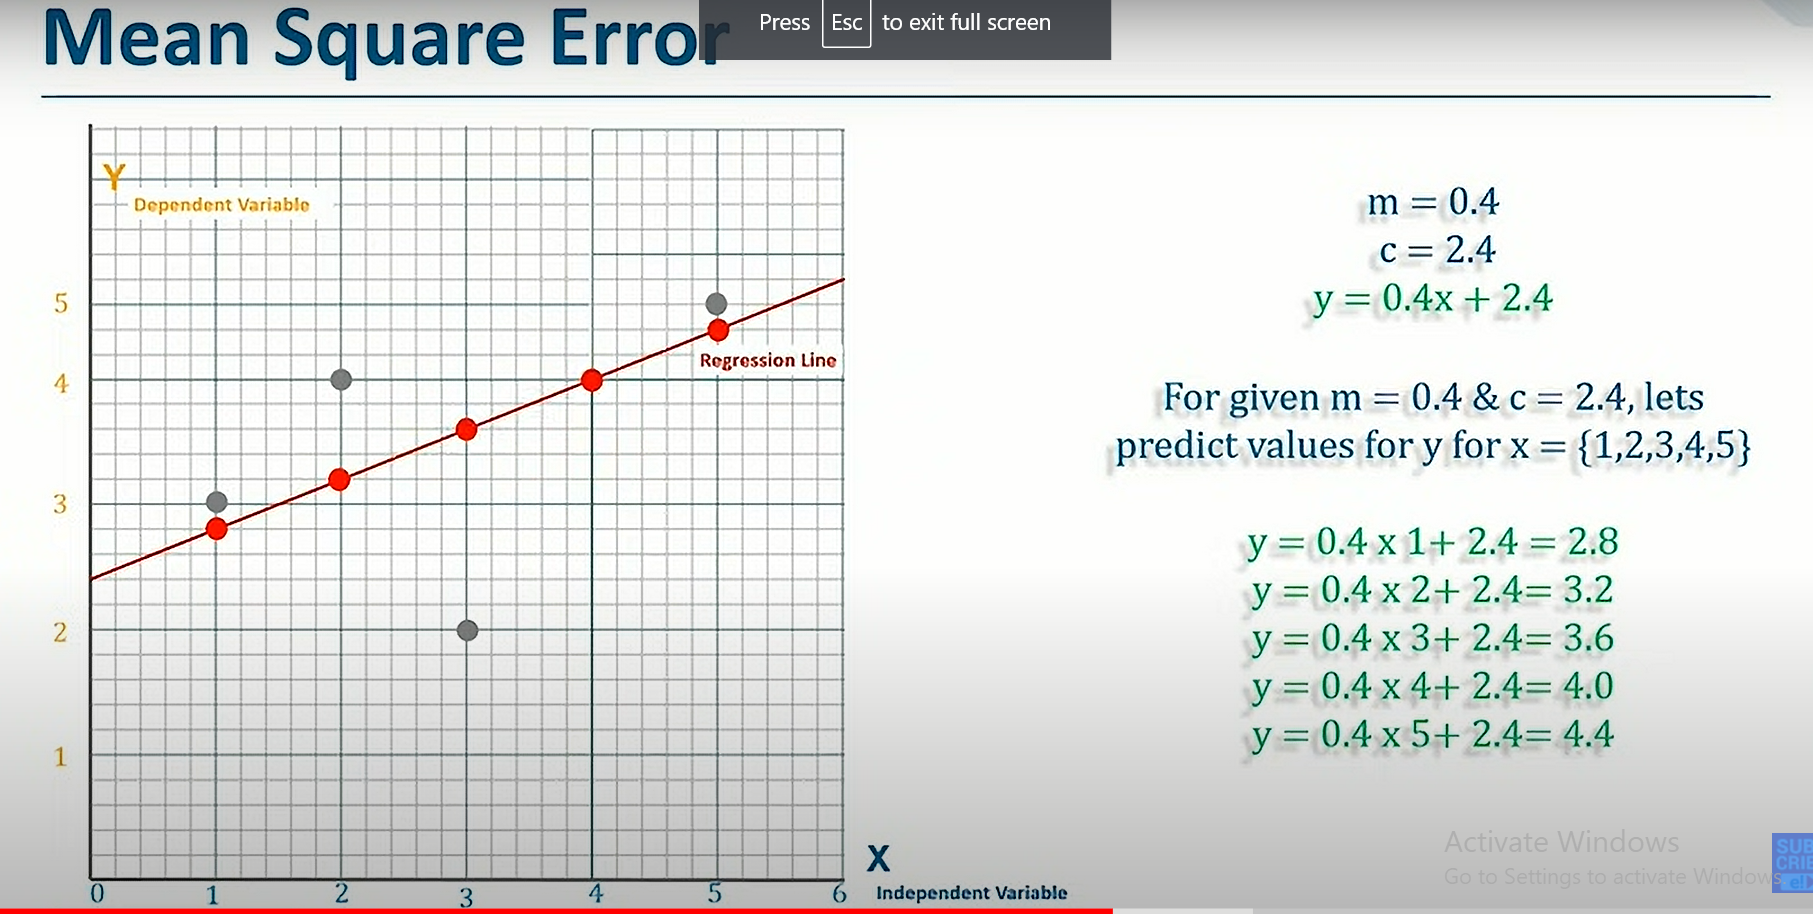 Mean Square Error
Press Esc to exit full screen
Y
Dependent Variable
5
4
3
2
1
Regression Line
0 1 2 3 4 5 6
X
Independent Variable
m = 0.4
c = 2.4
y = 0.4x + 2.4
For given m = 0.4 & c = 2.4, lets
predict values for y for x = {1,2,3,4,5}
y = 0.4 x 1+ 2.4 = 2.8
y = 0.4 x 2+ 2.4= 3.2
y = 0.4 x 3+ 2.4= 3.6
y = 0.4 x 4+ 2.4= 4.0
y = 0.4 x 5+ 2.4= 4.4
Activate Windows
Go to Settings to activate Windows
SUB
CRIB